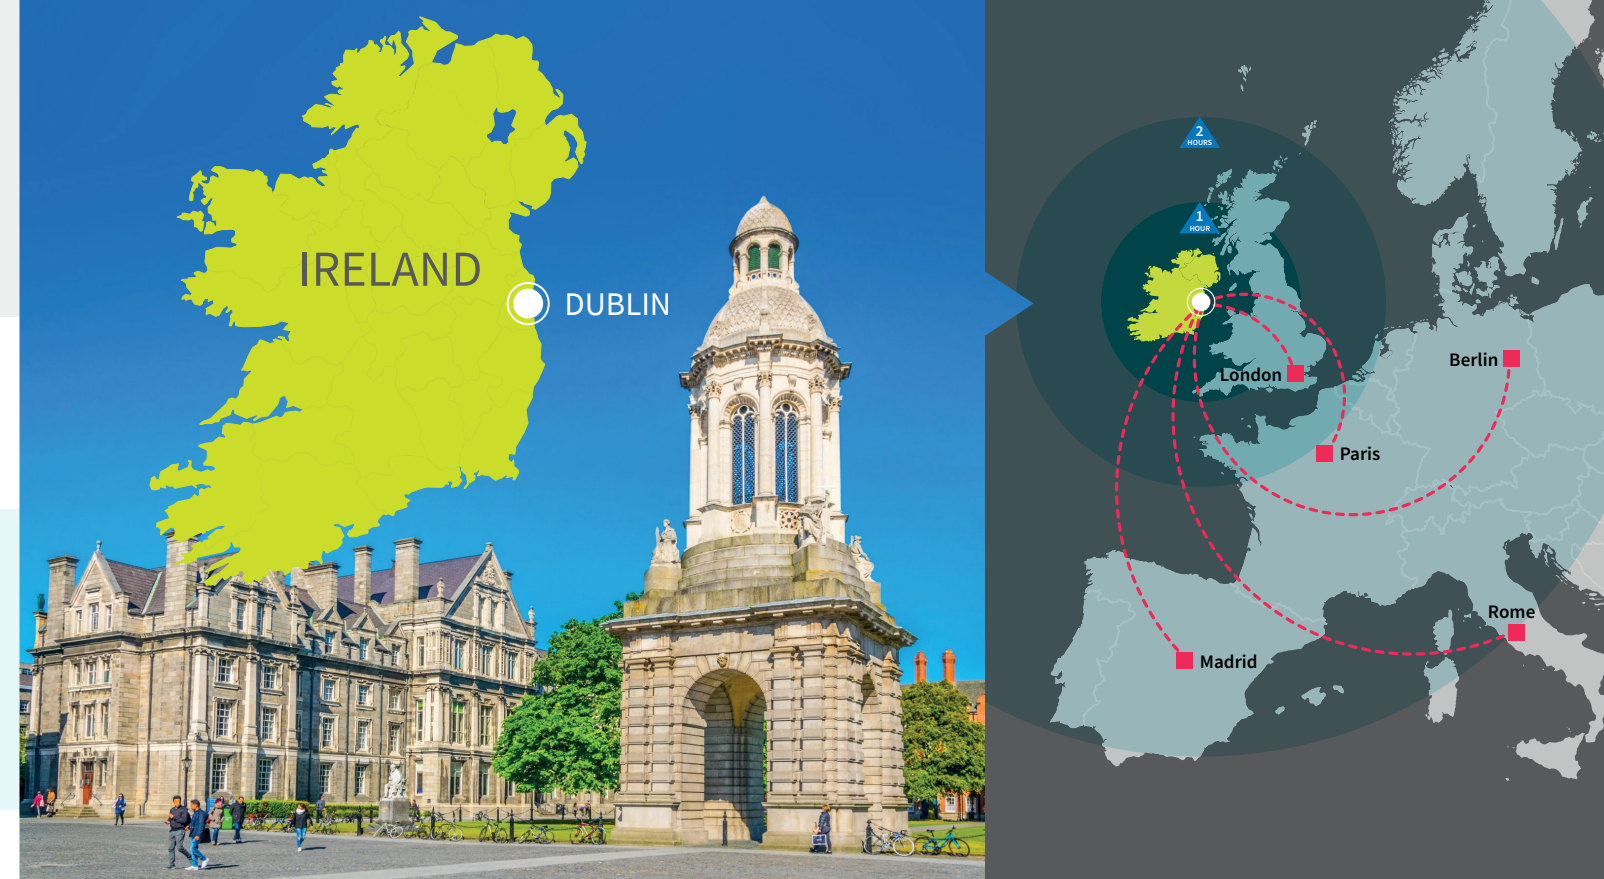 IRELAND
DUBLIN
2
HOURS
1
HOUR
London
Berlin
Paris
Rome
Madrid